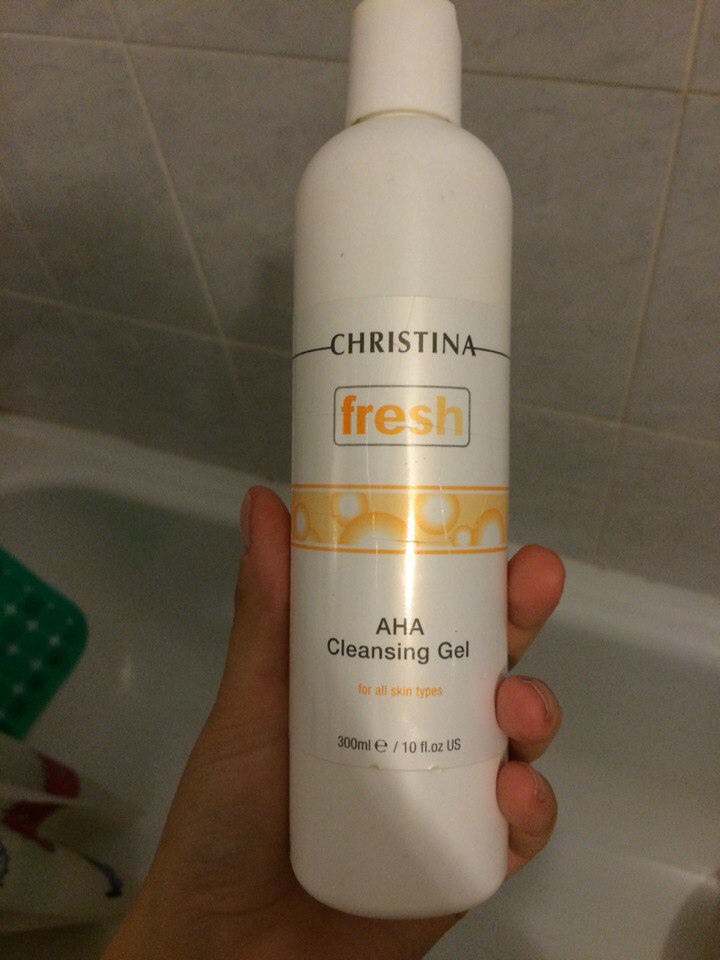 CHRISTINA
fresh
AHA
Cleansing Gel
for all skin types
300ml ℮ / 10 fl.oz US